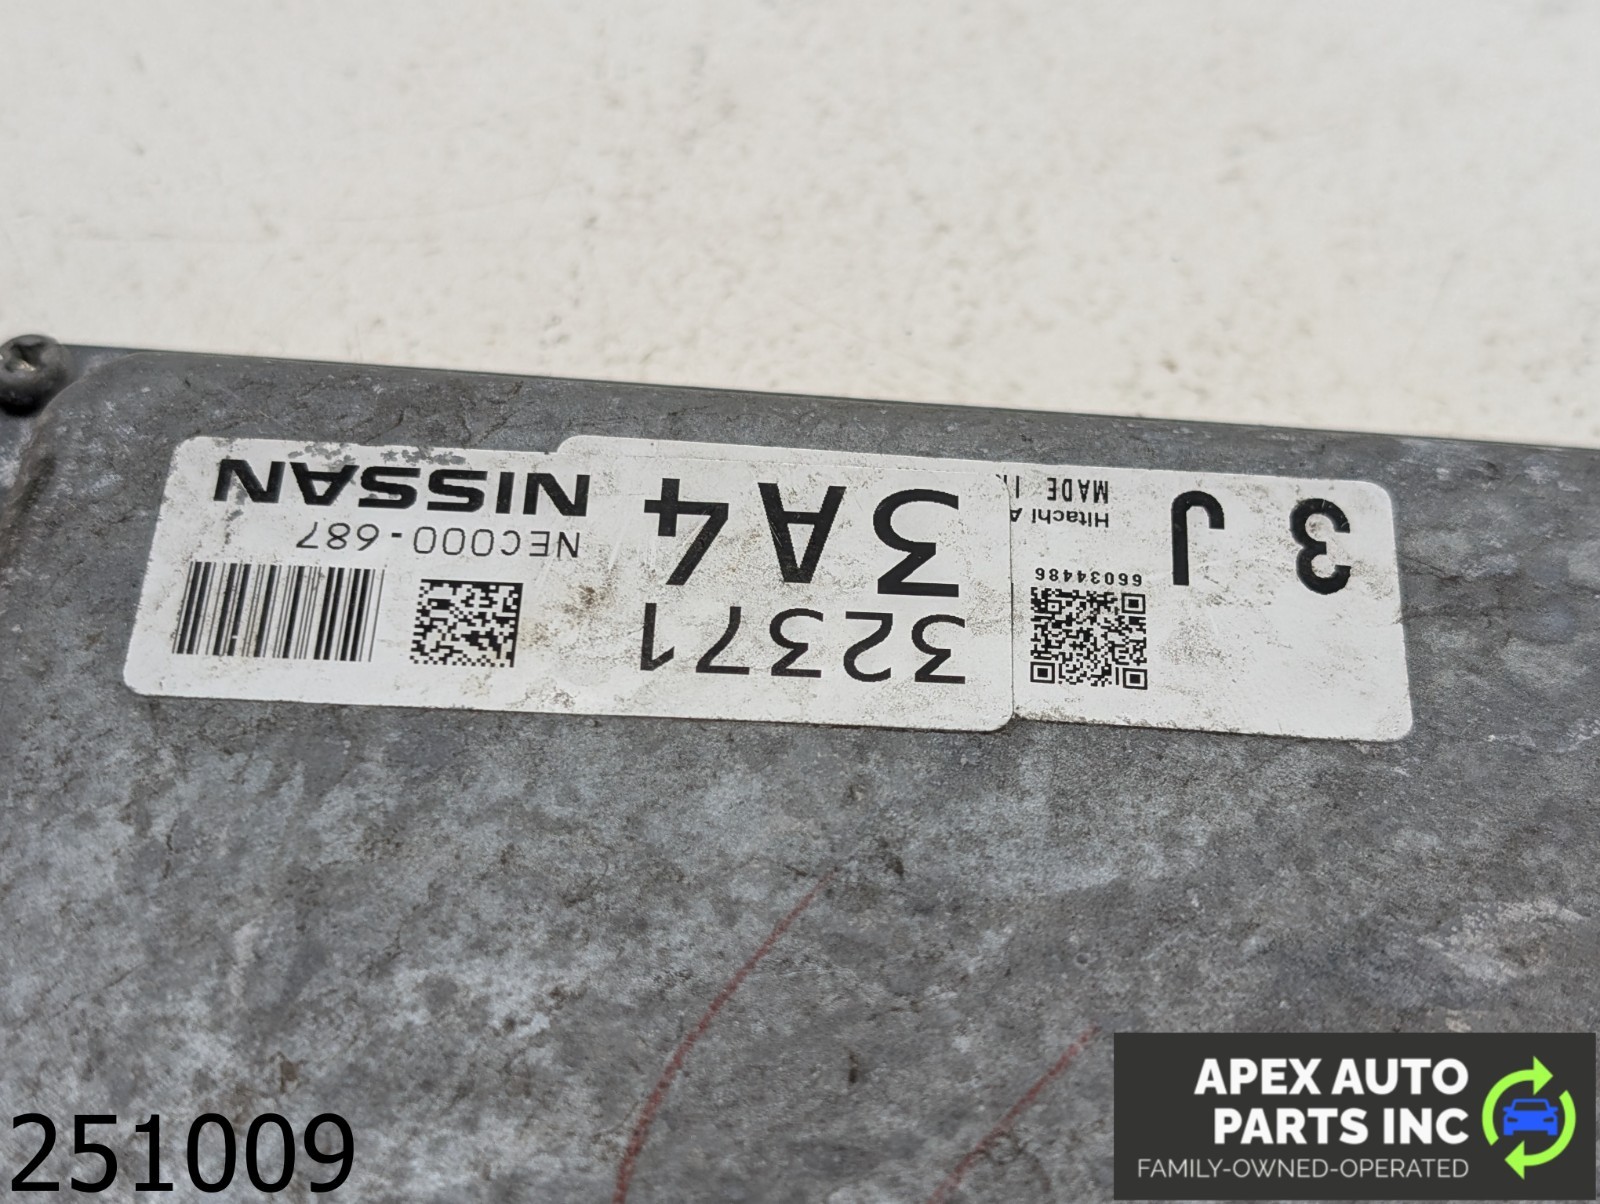 3 J
66034486
Hitachi A
MADE I
32371
3A4
NEC000-687
NISSAN
251009
APEX AUTO
PARTS INC
FAMILY-OWNED-OPERATED